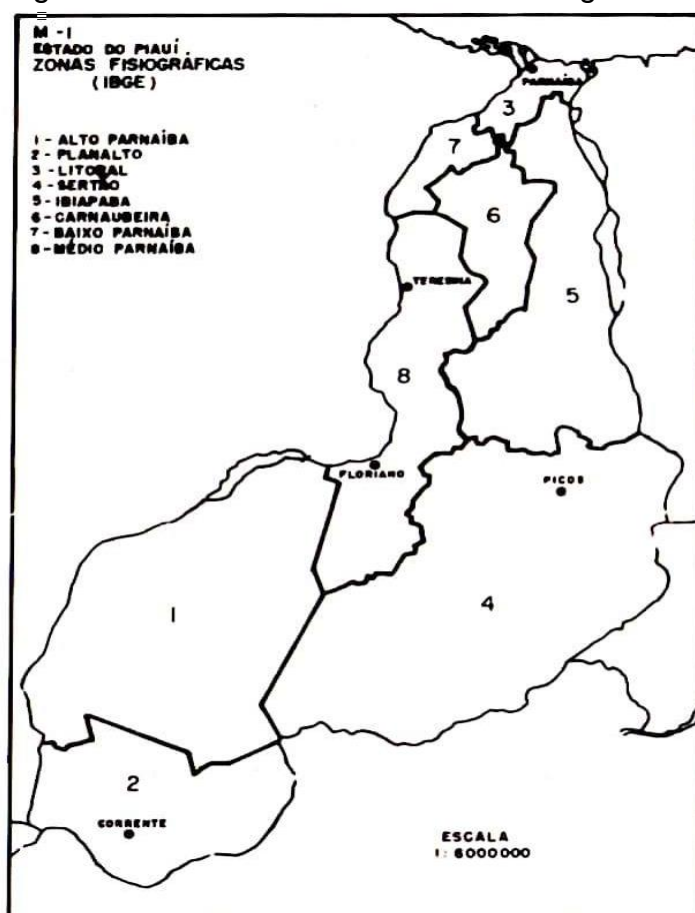 M-1
ESTADO DO PIAUÍ.
ZONAS FISIOGRÁFICAS
(IBGE)
1 - ALTO PARNAÍBA
2 - PLANALTO
3 - LITORAL
4 - SERTÃO
5 - IBIAPABA
6 - CARNAUBEIRA
7 - BAIXO PARNAÍBA
8 - MÉDIO PARNAÍBA
PARNAÍBA
3
7
6
TERESINA
5
8
FLORIANO
PICOS
1
4
2
CORRENTE
ESCALA
1: 6000000